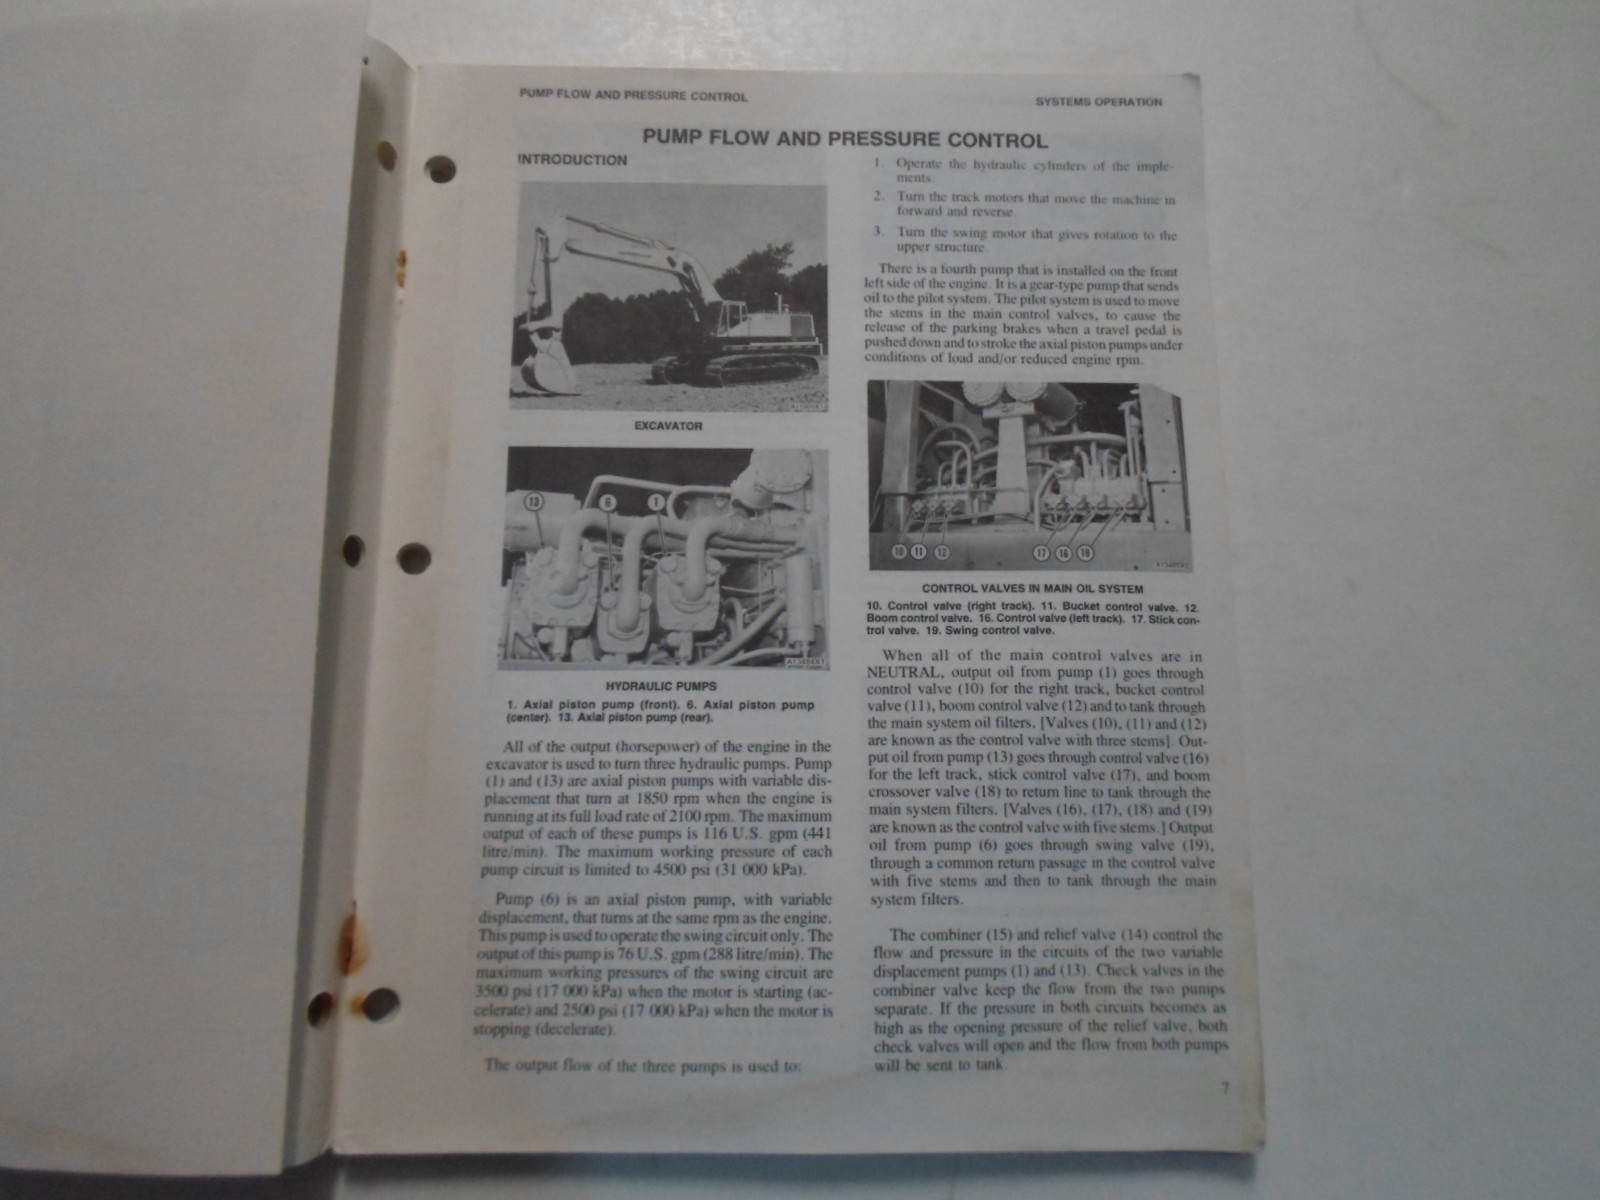 PUMP FLOW AND PRESSURE CONTROL
SYSTEMS OPERATION
PUMP FLOW AND PRESSURE CONTROL
INTRODUCTION
EXCAVATOR
13
6
1
A13404X1
HYDRAULIC PUMPS
1. Axial piston pump (front). 6. Axial piston pump
(center). 13. Axial piston pump (rear).
All of the output (horsepower) of the engine in the
excavator is used to turn three hydraulic pumps. Pump
(1) and (13) are axial piston pumps with variable dis-
placement that turn at 1850 rpm when the engine is
running at its full load rate of 2100 rpm. The maximum
output of each of these pumps is 116 U.S. gpm (441
litre/min). The maximum working pressure of each
pump circuit is limited to 4500 psi (31 000 kPa).
Pump (6) is an axial piston pump, with variable
displacement, that turns at the same rpm as the engine.
This pump is used to operate the swing circuit only. The
output of this pump is 76 U.S. gpm (288 litre/min). The
maximum working pressures of the swing circuit are
3500 psi (17 000 kPa) when the motor is starting (ac-
celerate) and 2500 psi (17 000 kPa) when the motor is
stopping (decelerate).
The output flow of the three pumps is used to:
1. Operate the hydraulic cylinders of the imple-
ments.
2. Turn the track motors that move the machine in
forward and reverse.
3. Turn the swing motor that gives rotation to the
upper structure.
There is a fourth pump that is installed on the front
left side of the engine. It is a gear-type pump that sends
oil to the pilot system. The pilot system is used to move
the stems in the main control valves, to cause the
release of the parking brakes when a travel pedal is
pushed down and to stroke the axial piston pumps under
conditions of load and/or reduced engine rpm.
10 11 12 17 16 19
CONTROL VALVES IN MAIN OIL SYSTEM
10. Control valve (right track). 11. Bucket control valve. 12.
Boom control valve. 16. Control valve (left track). 17. Stick con-
trol valve. 19. Swing control valve.
When all of the main control valves are in
NEUTRAL, output oil from pump (1) goes through
control valve (10) for the right track, bucket control
valve (11), boom control valve (12) and to tank through
the main system oil filters. [Valves (10), (11) and (12)
are known as the control valve with three stems]. Out-
put oil from pump (13) goes through control valve (16)
for the left track, stick control valve (17), and boom
crossover valve (18) to return line to tank through the
main system filters. [Valves (16), (17), (18) and (19)
are known as the control valve with five stems.] Output
oil from pump (6) goes through swing valve (19),
through a common return passage in the control valve
with five stems and then to tank through the main
system filters.
The combiner (15) and relief valve (14) control the
flow and pressure in the circuits of the two variable
displacement pumps (1) and (13). Check valves in the
combiner valve keep the flow from the two pumps
separate. If the pressure in both circuits becomes as
high as the opening pressure of the relief valve, both
check valves will open and the flow from both pumps
will be sent to tank.
7